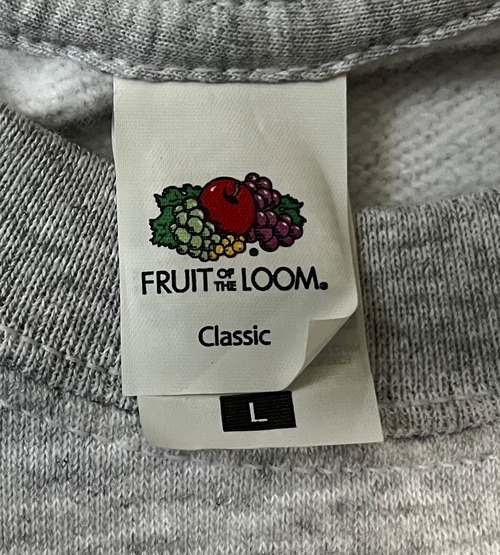 FRUIT OF THE LOOM®
Classic
L